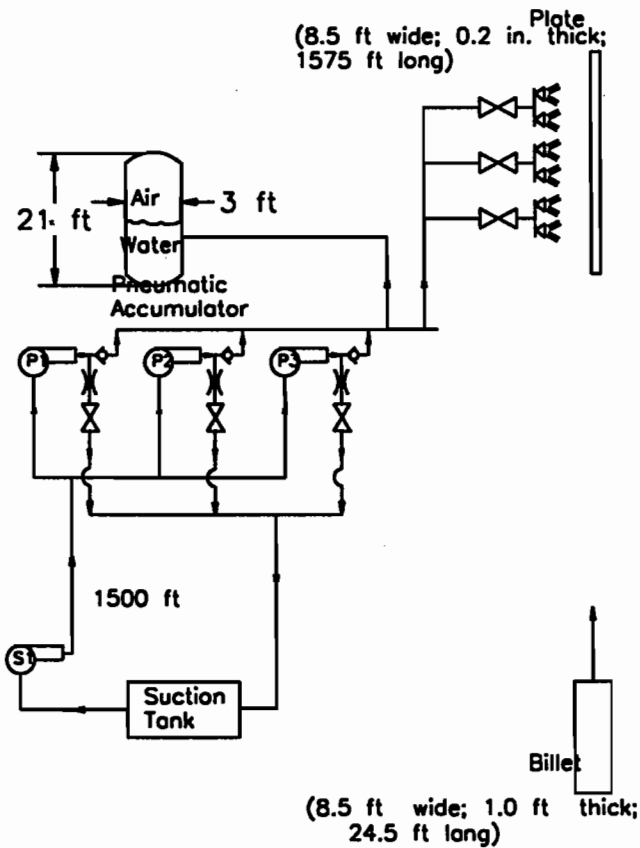 Plate
(8.5 ft wide; 0.2 in. thick;
1575 ft long)
Air
3 ft
21 ft
Water
Pneumatic
Accumulator
P1
P2
P3
1500 ft
S1
Suction
Tank
Billet
(8.5 ft wide; 1.0 ft thick;
24.5 ft long)